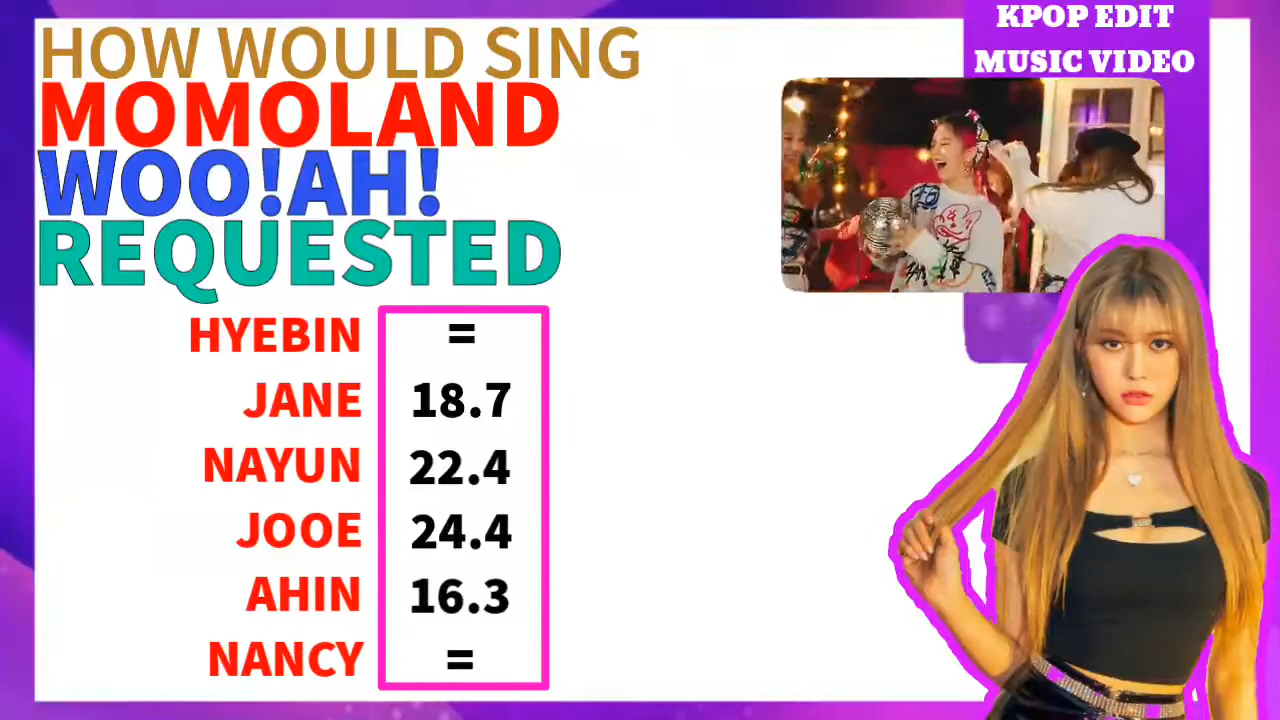 HOW WOULD SING
MOMOLAND
WOO!AH!
REQUESTED
KPOP EDIT
MUSIC VIDEO
HYEBIN =
JANE 18.7
NAYUN 22.4
JOOE 24.4
AHIN 16.3
NANCY =